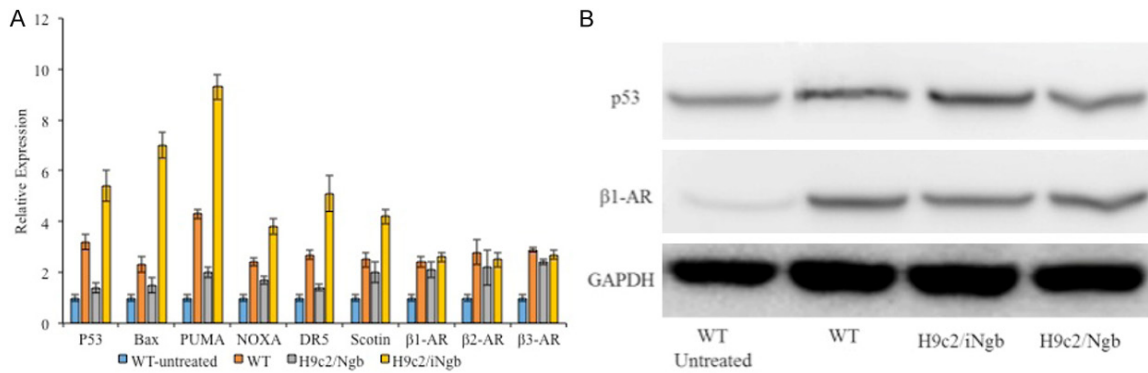 A
12
10
8
6
4
2
0
Relative Expression
P53 Bax PUMA NOXA DR5 Scotin β1-AR β2-AR β3-AR
WT-untreated WT H9c2/Ngb H9c2/iNgb
B
p53
β1-AR
GAPDH
WT Untreated
WT
H9c2/iNgb
H9c2/Ngb